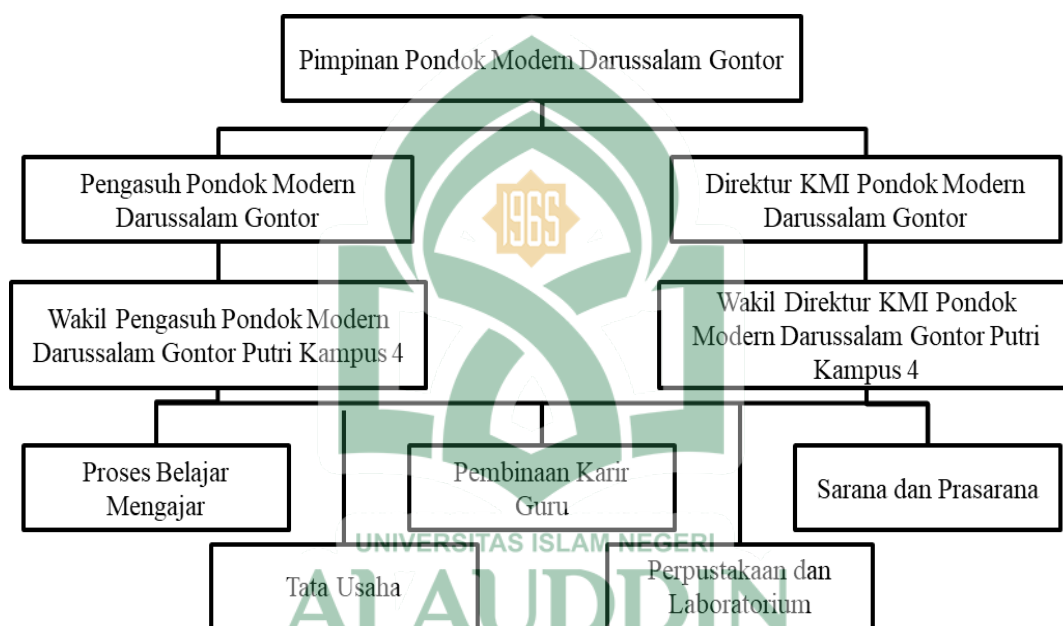 Pimpinan Pondok Modern Darussalam Gontor
Pengasuh Pondok Modern
Darussalam Gontor
Direktur KMI Pondok Modern
Darussalam Gontor
1965
Wakil Pengasuh Pondok Modern
Darussalam Gontor Putri Kampus 4
Wakil Direktur KMI Pondok
Modern Darussalam Gontor Putri
Kampus 4
Proses Belajar
Mengajar
Pembinaan Karir
Guru
Sarana dan Prasarana
UNIVERSITAS ISLAM NEGERI
ALAUDDIN
Tata Usaha
Perpustakaan dan
Laboratorium